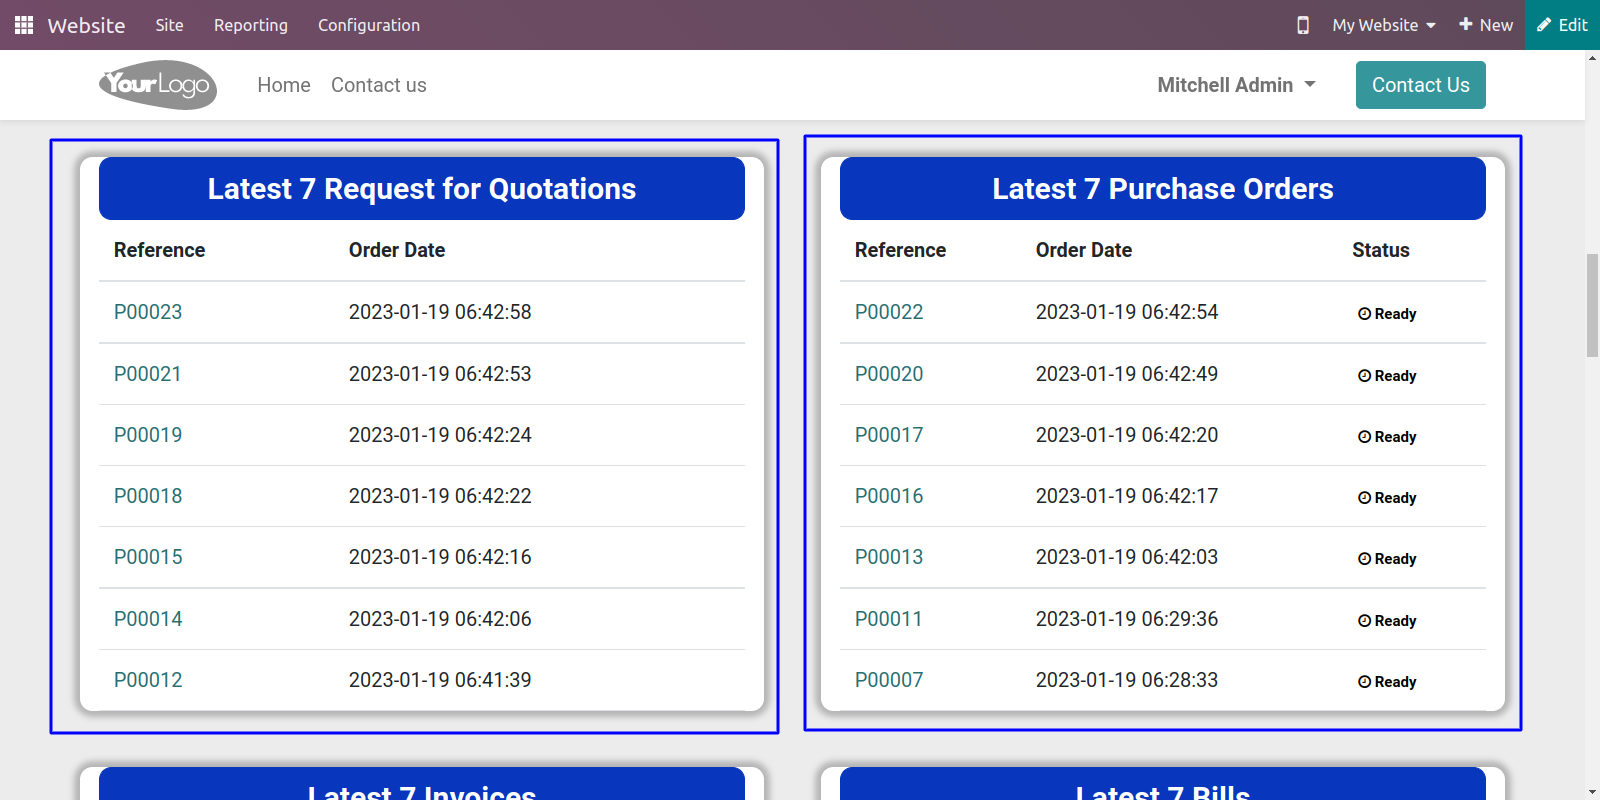 Website Site Reporting Configuration My Website New Edit
YourLogo Home Contact us Mitchell Admin Contact Us
Latest 7 Request for Quotations
Reference Order Date
P00023 2023-01-19 06:42:58
P00021 2023-01-19 06:42:53
P00019 2023-01-19 06:42:24
P00018 2023-01-19 06:42:22
P00015 2023-01-19 06:42:16
P00014 2023-01-19 06:42:06
P00012 2023-01-19 06:41:39
Latest 7 Purchase Orders
Reference Order Date Status
P00022 2023-01-19 06:42:54 Ready
P00020 2023-01-19 06:42:49 Ready
P00017 2023-01-19 06:42:20 Ready
P00016 2023-01-19 06:42:17 Ready
P00013 2023-01-19 06:42:03 Ready
P00011 2023-01-19 06:29:36 Ready
P00007 2023-01-19 06:28:33 Ready
Latest 7 Invoices
Latest 7 Bills